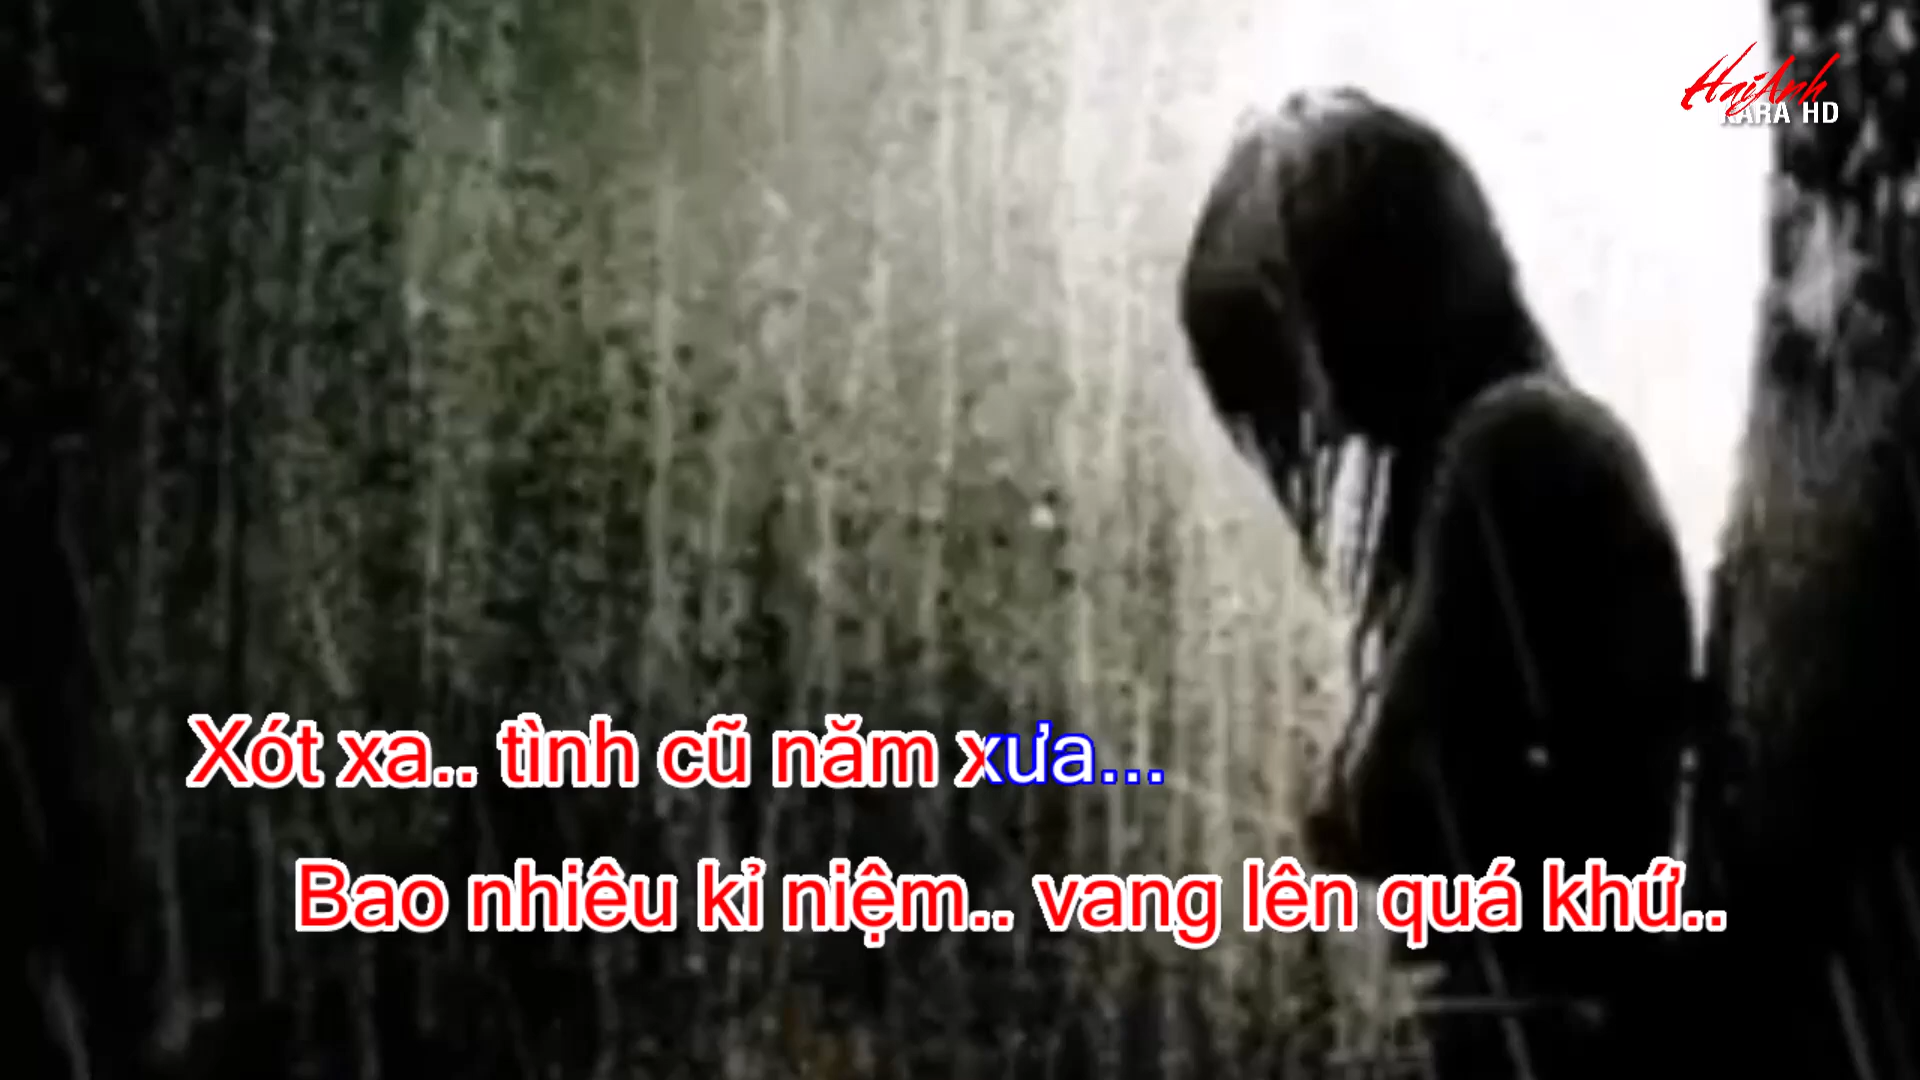 HaiAnh
KARA HD
Xót xa.. tình cũ năm xưa...
Bao nhiêu kỉ niệm.. vang lên quá khứ..